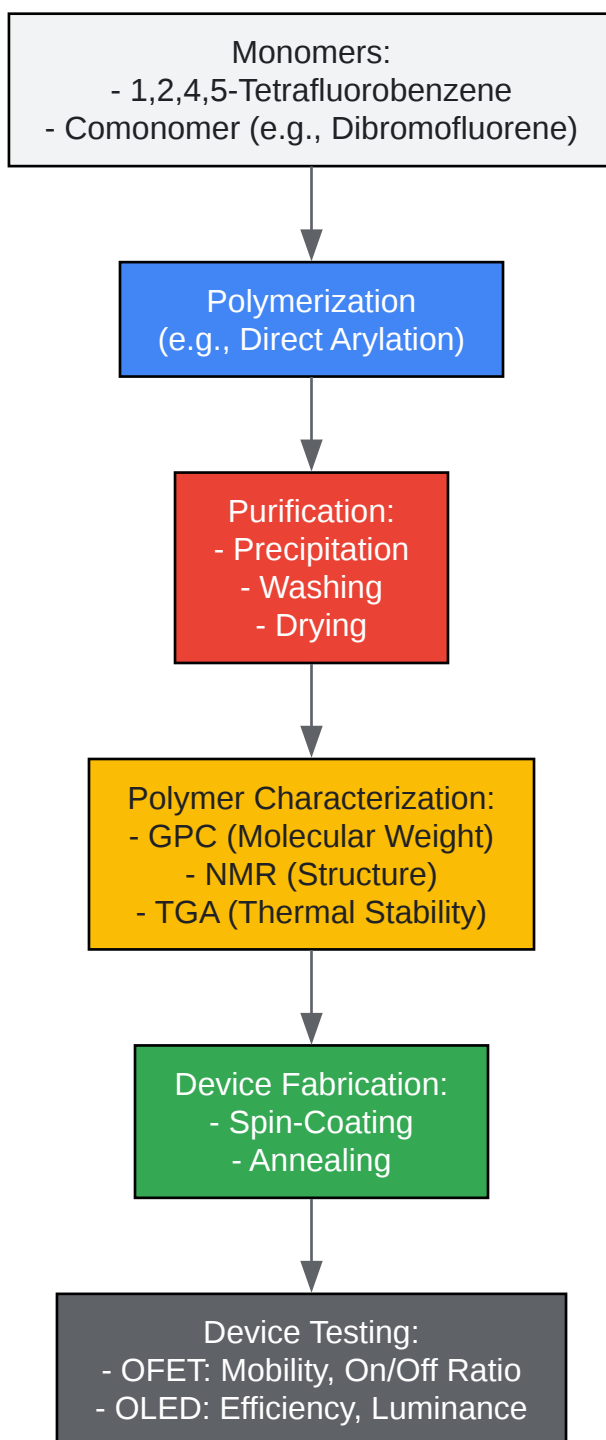 Monomers:
- 1,2,4,5-Tetrafluorobenzene
- Comonomer (e.g., Dibromofluorene)
Polymerization
(e.g., Direct Arylation)
Purification:
- Precipitation
- Washing
- Drying
Polymer Characterization:
- GPC (Molecular Weight)
- NMR (Structure)
- TGA (Thermal Stability)
Device Fabrication:
- Spin-Coating
- Annealing
Device Testing:
- OFET: Mobility, On/Off Ratio
- OLED: Efficiency, Luminance